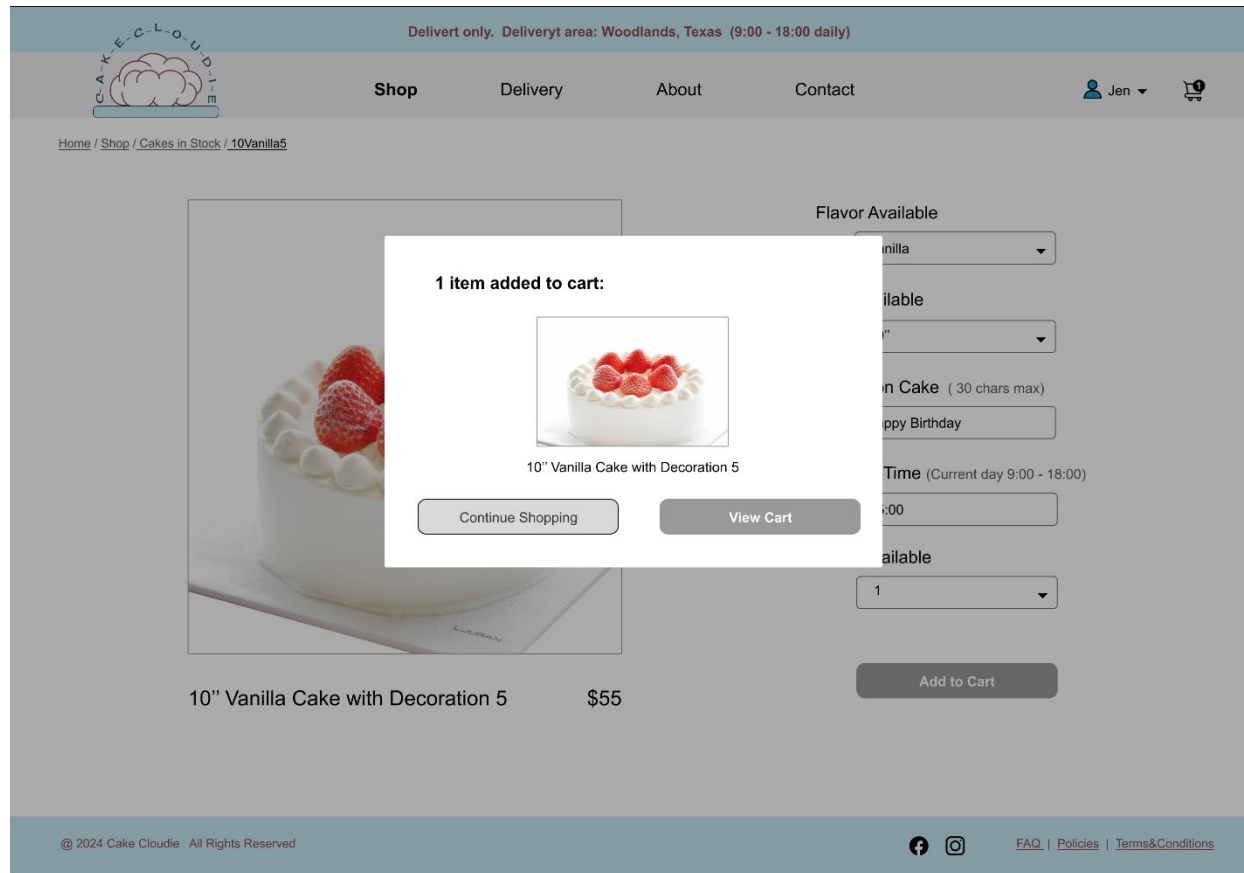 Delivert only. Deliveryt area: Woodlands, Texas (9:00 - 18:00 daily)
C-A-K-E-C-L-O-U-D-I-E
Shop Delivery About Contact Jen 1
Home / Shop / Cakes in Stock / 10Vanilla5
Flavor Available
nilla
1 item added to cart:
ilable
"
n Cake ( 30 chars max)
ppy Birthday
10’’ Vanilla Cake with Decoration 5
Time (Current day 9:00 - 18:00)
Continue Shopping View Cart
:00
ailable
1
Add to Cart
10’’ Vanilla Cake with Decoration 5 $55
@ 2024 Cake Cloudie All Rights Reserved
FAQ | Policies | Terms&Conditions